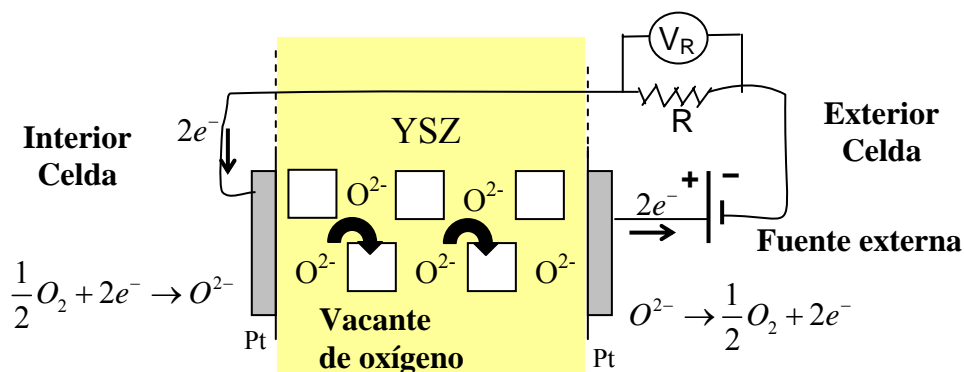 V_R
R
Exterior
Celda
Interior
Celda
2e⁻
YSZ
O²⁻ O²⁻
+ −
2e⁻
Fuente externa
O²⁻ O²⁻ O²⁻
½O₂ + 2e⁻ → O²⁻
O²⁻ → ½O₂ + 2e⁻
Vacante
de oxígeno
Pt
Pt